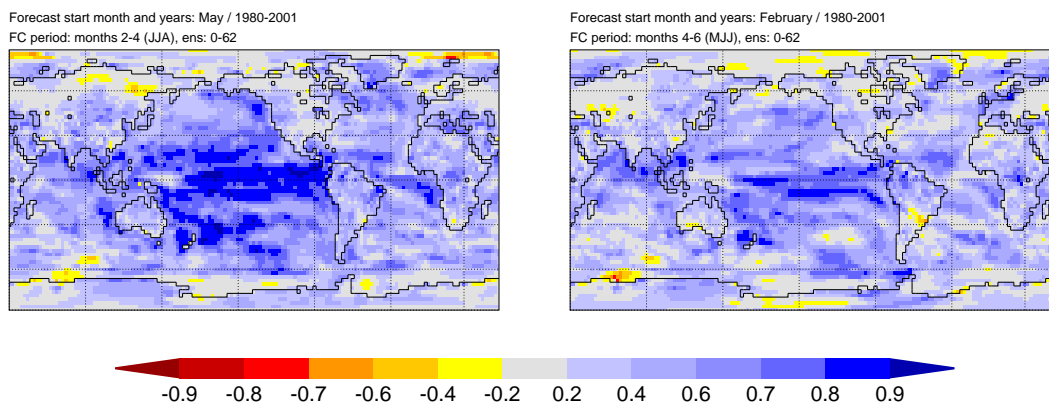 Forecast start month and years: May / 1980-2001
FC period: months 2-4 (JJA), ens: 0-62
Forecast start month and years: February / 1980-2001
FC period: months 4-6 (MJJ), ens: 0-62
-0.9 -0.8 -0.7 -0.6 -0.4 -0.2 0.2 0.4 0.6 0.7 0.8 0.9